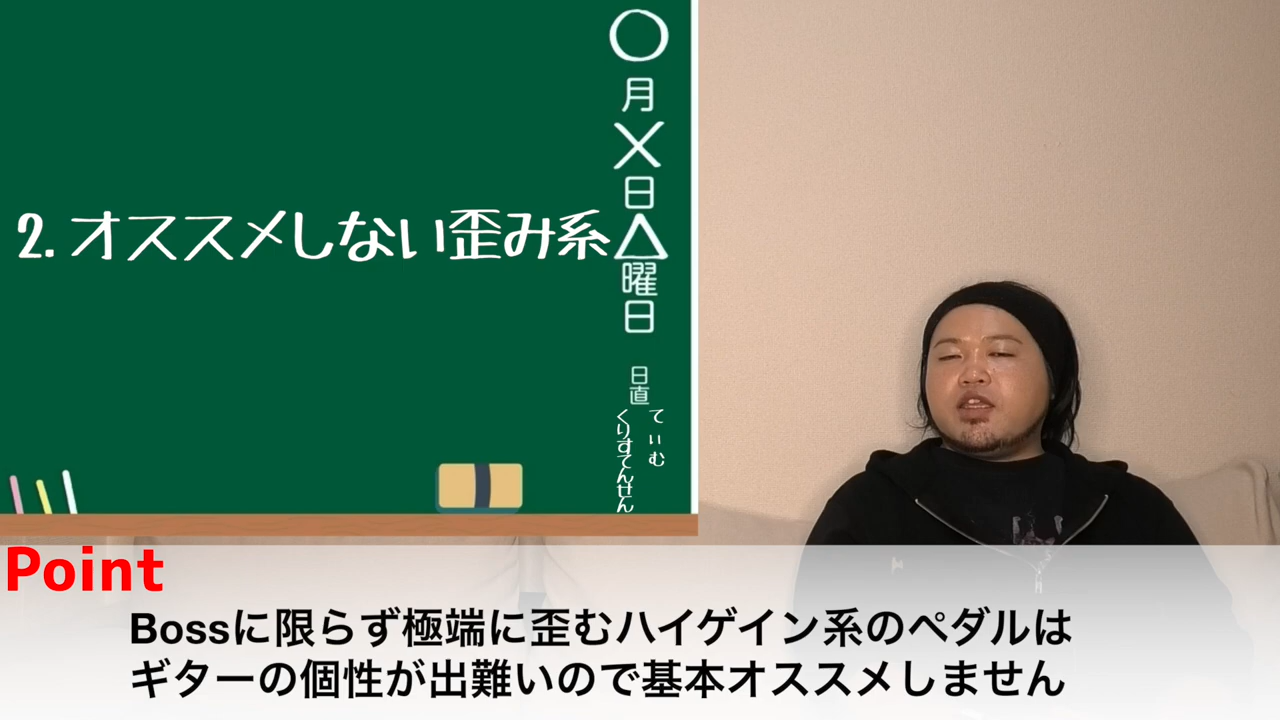 2.オススメしない歪み系
〇月×日△曜日
日直
てぃむ
くりすてんせん
Point
Bossに限らず極端に歪むハイゲイン系のペダルは
ギターの個性が出難いので基本オススメしません